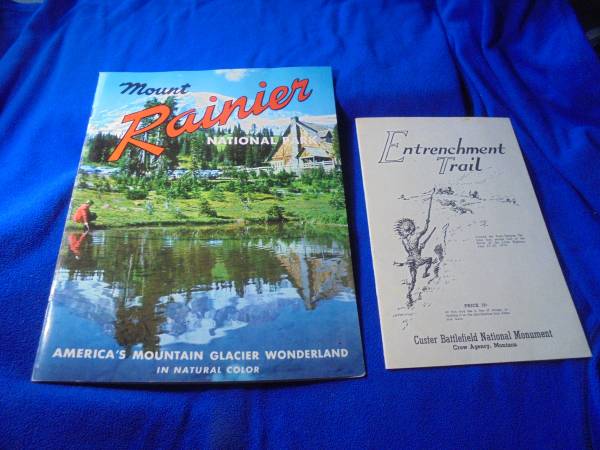 Mount
Rainier
NATIONAL PARK
AMERICA'S MOUNTAIN GLACIER WONDERLAND
IN NATURAL COLOR
Entrenchment
Trail
PRICE
Custer Battlefield National Monument
Crow Agency, Montana